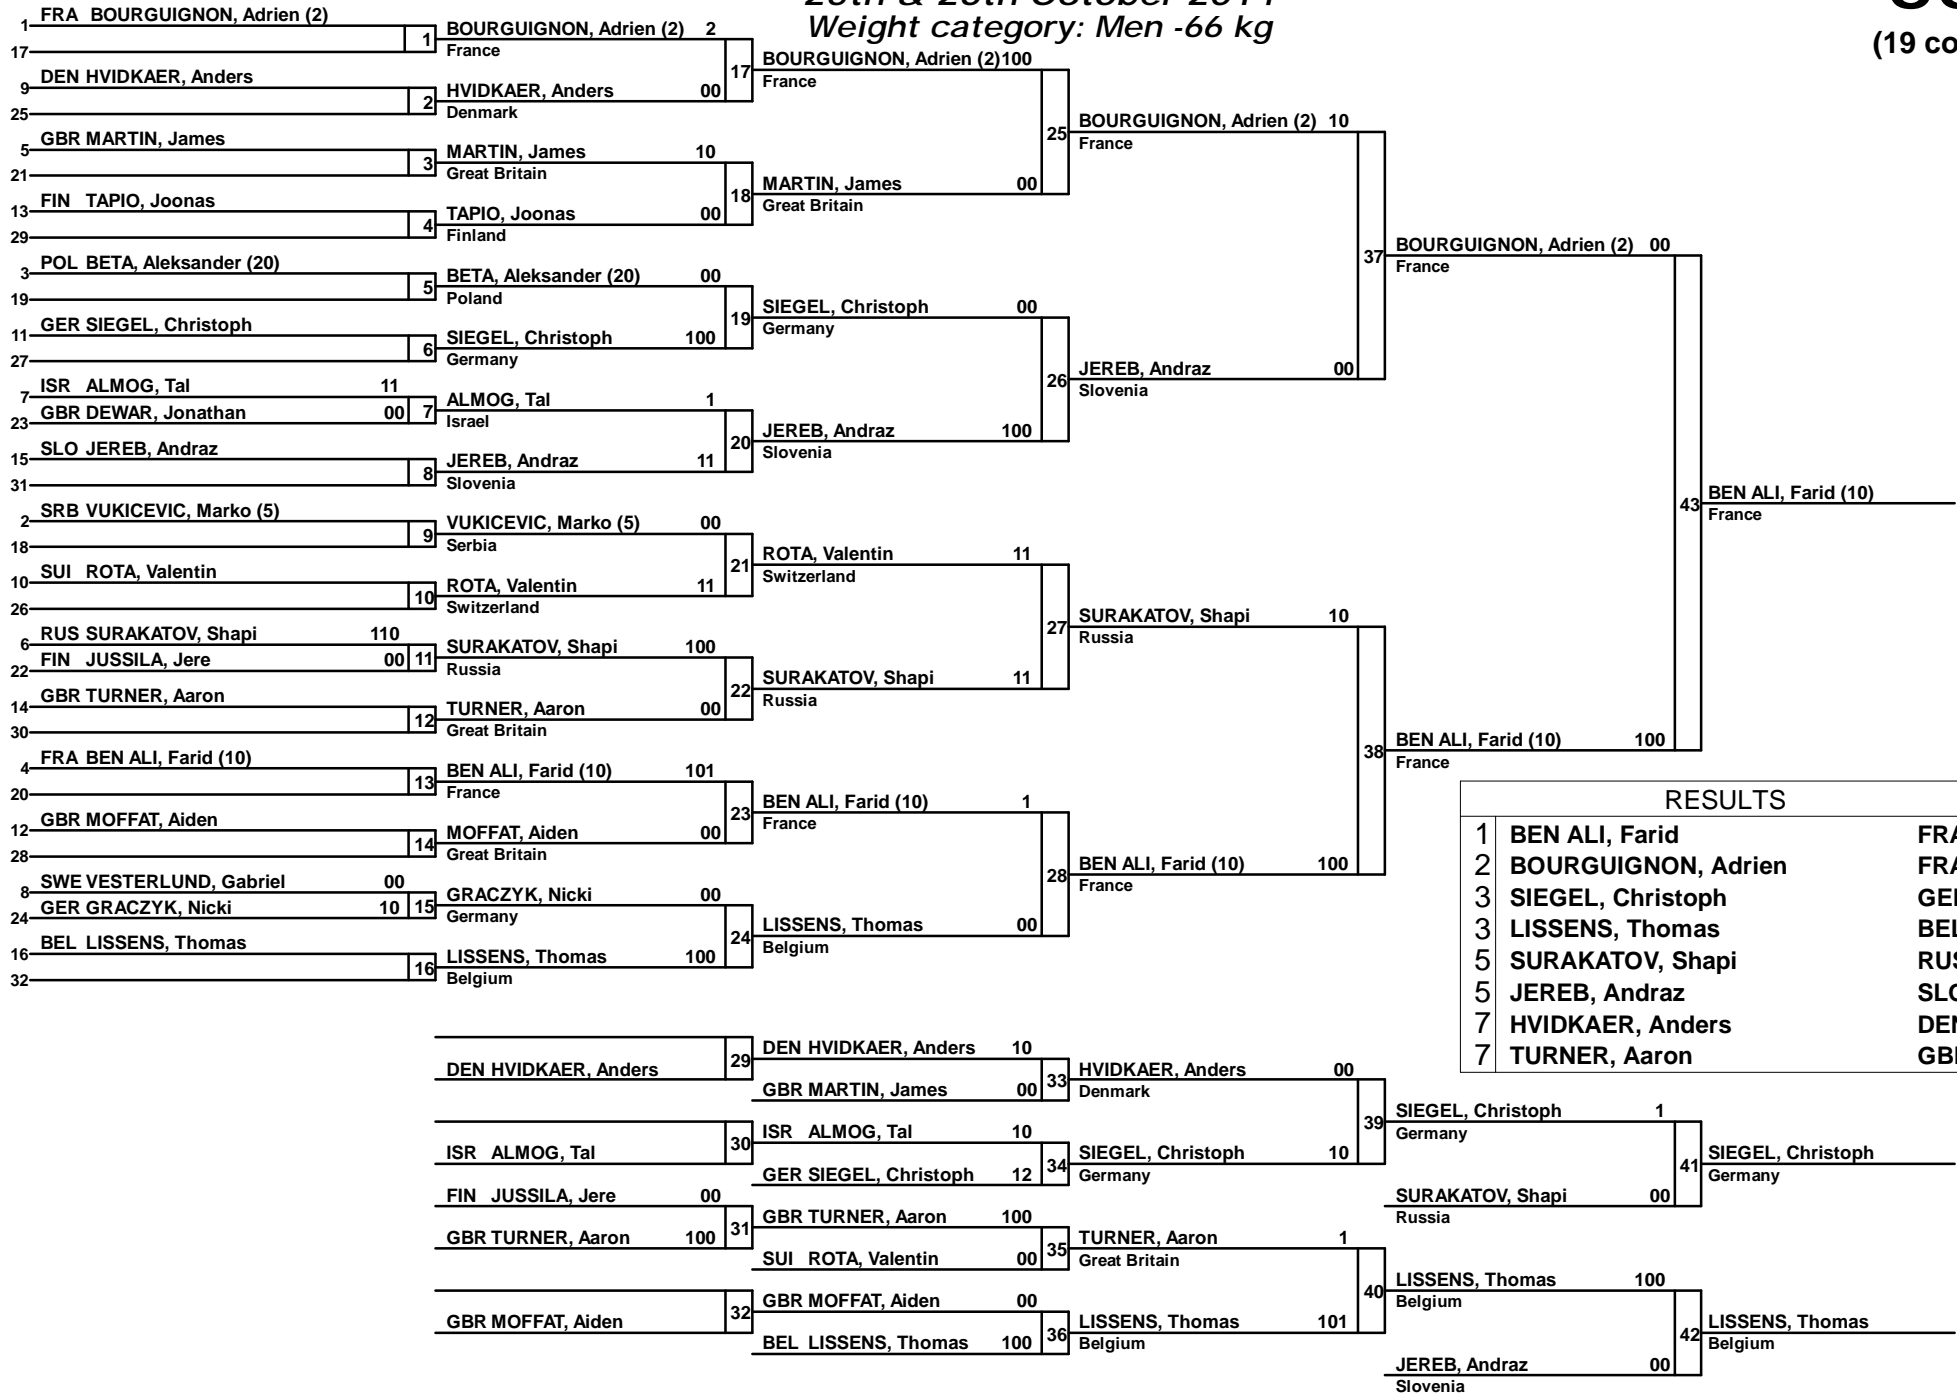 Weight category: Men -66 kg
1 FRA BOURGUIGNON, Adrien (2)
17
1
9 DEN HVIDKAER, Anders
25
2
5 GBR MARTIN, James
21
3
13 FIN TAPIO, Joonas
29
4
3 POL BETA, Aleksander (20)
19
5
11 GER SIEGEL, Christoph
27
6
7 ISR ALMOG, Tal 11
23 GBR DEWAR, Jonathan 00
7
15 SLO JEREB, Andraz
31
8
2 SRB VUKICEVIC, Marko (5)
18
9
10 SUI ROTA, Valentin
26
10
6 RUS SURAKATOV, Shapi 110
22 FIN JUSSILA, Jere 00
11
14 GBR TURNER, Aaron
30
12
4 FRA BEN ALI, Farid (10)
20
13
12 GBR MOFFAT, Aiden
28
14
8 SWE VESTERLUND, Gabriel 00
24 GER GRACZYK, Nicki 10
15
16 BEL LISSENS, Thomas
32
16
BOURGUIGNON, Adrien (2) 2
France
17
HVIDKAER, Anders 00
Denmark
MARTIN, James 10
Great Britain
18
TAPIO, Joonas 00
Finland
BETA, Aleksander (20) 00
Poland
19
SIEGEL, Christoph 100
Germany
ALMOG, Tal 1
Israel
20
JEREB, Andraz 11
Slovenia
VUKICEVIC, Marko (5) 00
Serbia
21
ROTA, Valentin 11
Switzerland
SURAKATOV, Shapi 100
Russia
22
TURNER, Aaron 00
Great Britain
BEN ALI, Farid (10) 101
France
23
MOFFAT, Aiden 00
Great Britain
GRACZYK, Nicki 00
Germany
24
LISSENS, Thomas 100
Belgium
BOURGUIGNON, Adrien (2) 100
France
25
MARTIN, James 00
Great Britain
SIEGEL, Christoph 00
Germany
26
JEREB, Andraz 100
Slovenia
ROTA, Valentin 11
Switzerland
27
SURAKATOV, Shapi 11
Russia
BEN ALI, Farid (10) 1
France
28
LISSENS, Thomas 00
Belgium
BOURGUIGNON, Adrien (2) 10
France
37
JEREB, Andraz 00
Slovenia
SURAKATOV, Shapi 10
Russia
38
BEN ALI, Farid (10) 100
France
BOURGUIGNON, Adrien (2) 00
France
43
BEN ALI, Farid (10) 100
France
BEN ALI, Farid (10)
France
RESULTS
1 BEN ALI, Farid
2 BOURGUIGNON, Adrien
3 SIEGEL, Christoph
3 LISSENS, Thomas
5 SURAKATOV, Shapi
5 JEREB, Andraz
7 HVIDKAER, Anders
7 TURNER, Aaron
DEN HVIDKAER, Anders
29
ISR ALMOG, Tal
30
FIN JUSSILA, Jere 00
31
GBR TURNER, Aaron 100
GBR MOFFAT, Aiden
32
DEN HVIDKAER, Anders 10
33
GBR MARTIN, James 00
ISR ALMOG, Tal 10
34
GER SIEGEL, Christoph 12
GBR TURNER, Aaron 100
35
SUI ROTA, Valentin 00
GBR MOFFAT, Aiden 00
36
BEL LISSENS, Thomas 100
HVIDKAER, Anders 00
Denmark
39
SIEGEL, Christoph 10
Germany
TURNER, Aaron 1
Great Britain
40
LISSENS, Thomas 101
Belgium
SIEGEL, Christoph 1
Germany
41
SURAKATOV, Shapi 00
Russia
LISSENS, Thomas 100
Belgium
42
JEREB, Andraz 00
Slovenia
SIEGEL, Christoph
Germany
LISSENS, Thomas
Belgium